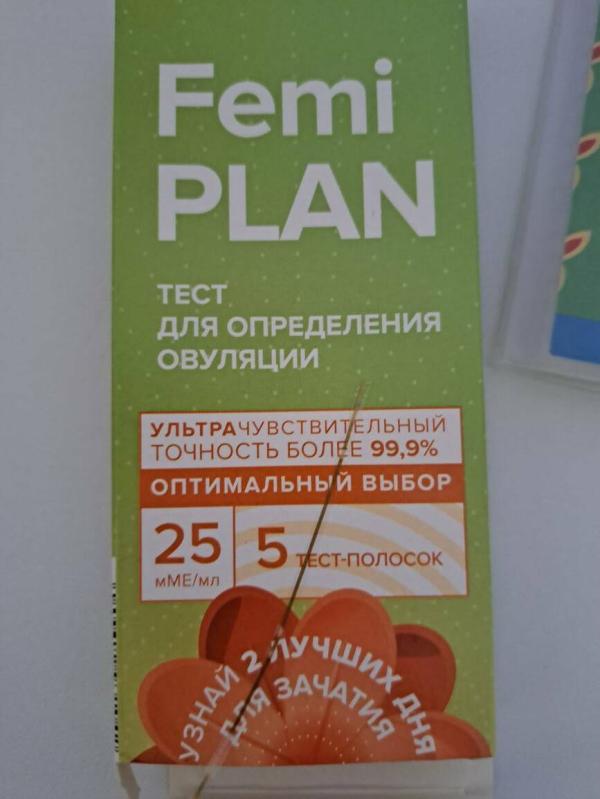 Femi
PLAN
ТЕСТ
ДЛЯ ОПРЕДЕЛЕНИЯ
ОВУЛЯЦИИ
УЛЬТРАЧУВСТВИТЕЛЬНЫЙ
ТОЧНОСТЬ БОЛЕЕ 99,9%
ОПТИМАЛЬНЫЙ ВЫБОР
25
мМЕ/мл
5 ТЕСТ-ПОЛОСОК
УЗНАЙ 2 ЛУЧШИХ ДНЯ
ДЛЯ ЗАЧАТИЯ